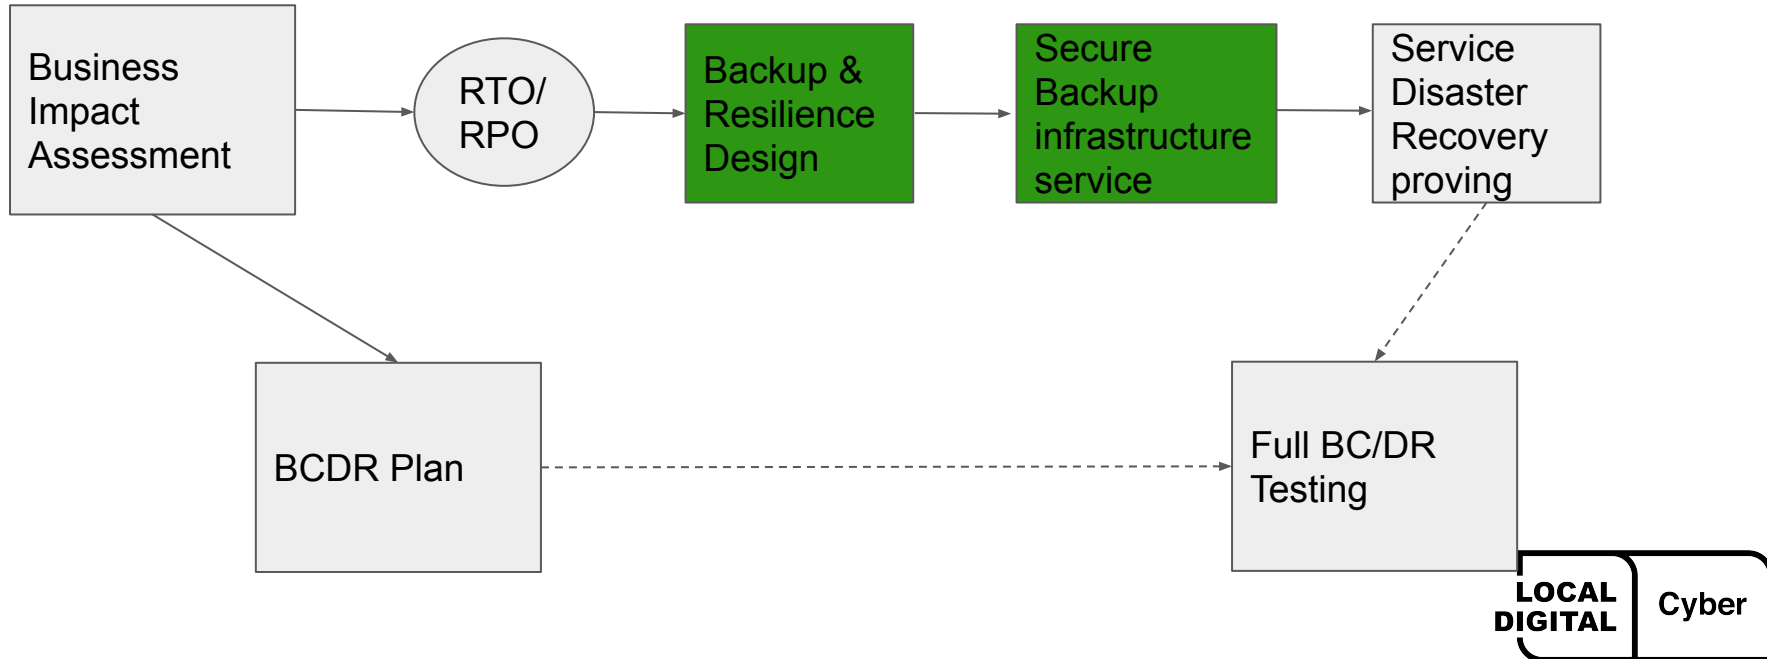 Business
Impact
Assessment
RTO/
RPO
Backup &
Resilience
Design
Secure
Backup
infrastructure
service
Service
Disaster
Recovery
proving
BCDR Plan
Full BC/DR
Testing
LOCAL
DIGITAL
Cyber